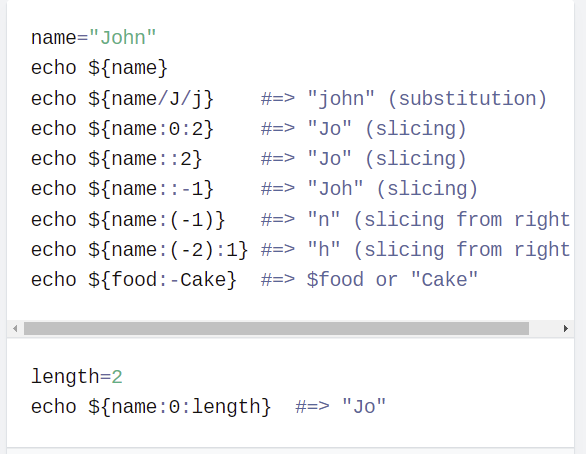 name="John"
echo ${name}
echo ${name/J/j}    #=> "john" (substitution)
echo ${name:0:2}    #=> "Jo" (slicing)
echo ${name::2}     #=> "Jo" (slicing)
echo ${name::-1}    #=> "Joh" (slicing)
echo ${name:(-1)}   #=> "n" (slicing from right
echo ${name:(-2):1} #=> "h" (slicing from right
echo ${food:-Cake}  #=> $food or "Cake"
length=2
echo ${name:0:length}  #=> "Jo"